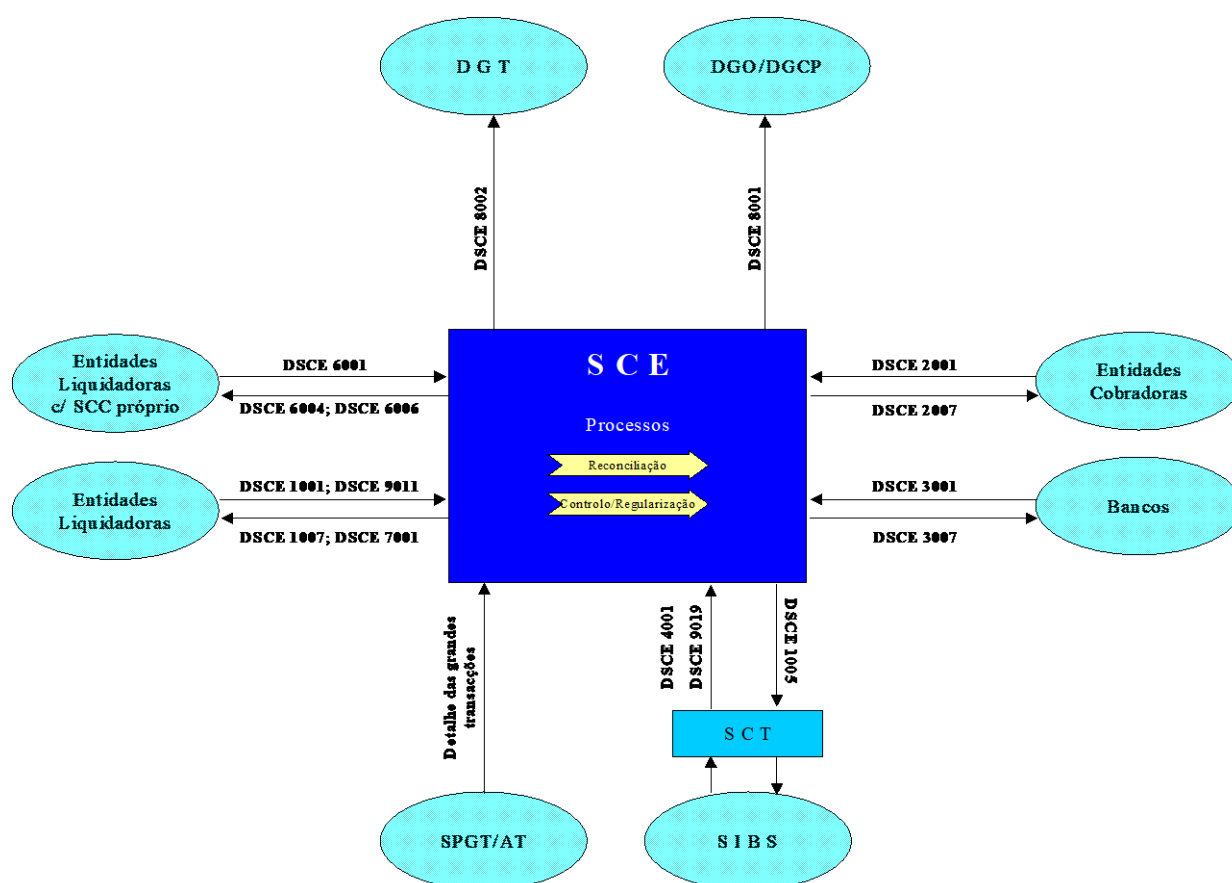 D G T
DGO/DGCP
DSCE 8002
DSCE 8001
Entidades
Liquidadoras
c/ SCC próprio
DSCE 6001
DSCE 6004; DSCE 6006
S C E
Processos
Reconciliação
Controlo/Regularização
DSCE 2001
DSCE 2007
Entidades
Cobradoras
Entidades
Liquidadoras
DSCE 1001; DSCE 9011
DSCE 1007; DSCE 7001
DSCE 3001
DSCE 3007
Bancos
Detalhe das grandes
transacções
DSCE 4001
DSCE 9019
DSCE 1005
S C T
SPGT/AT
S I B S